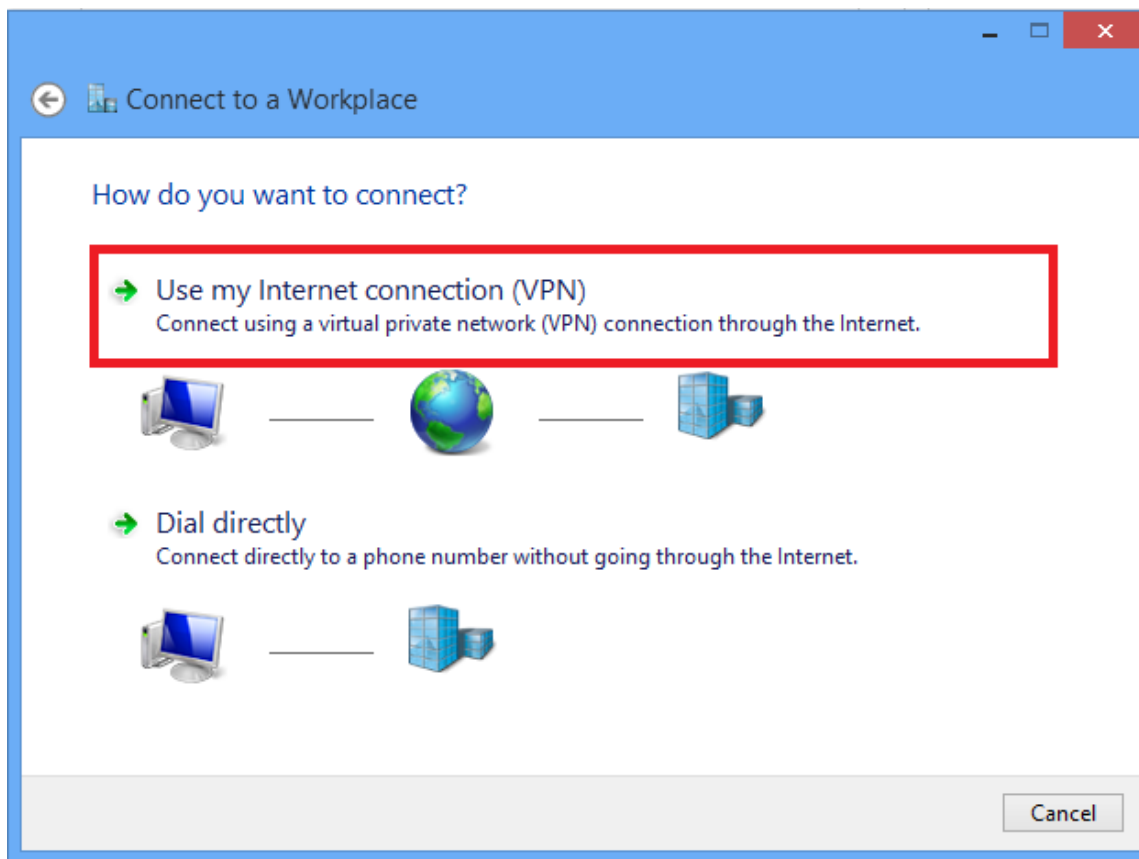 Connect to a Workplace
How do you want to connect?
Use my Internet connection (VPN)
Connect using a virtual private network (VPN) connection through the Internet.
Dial directly
Connect directly to a phone number without going through the Internet.
Cancel